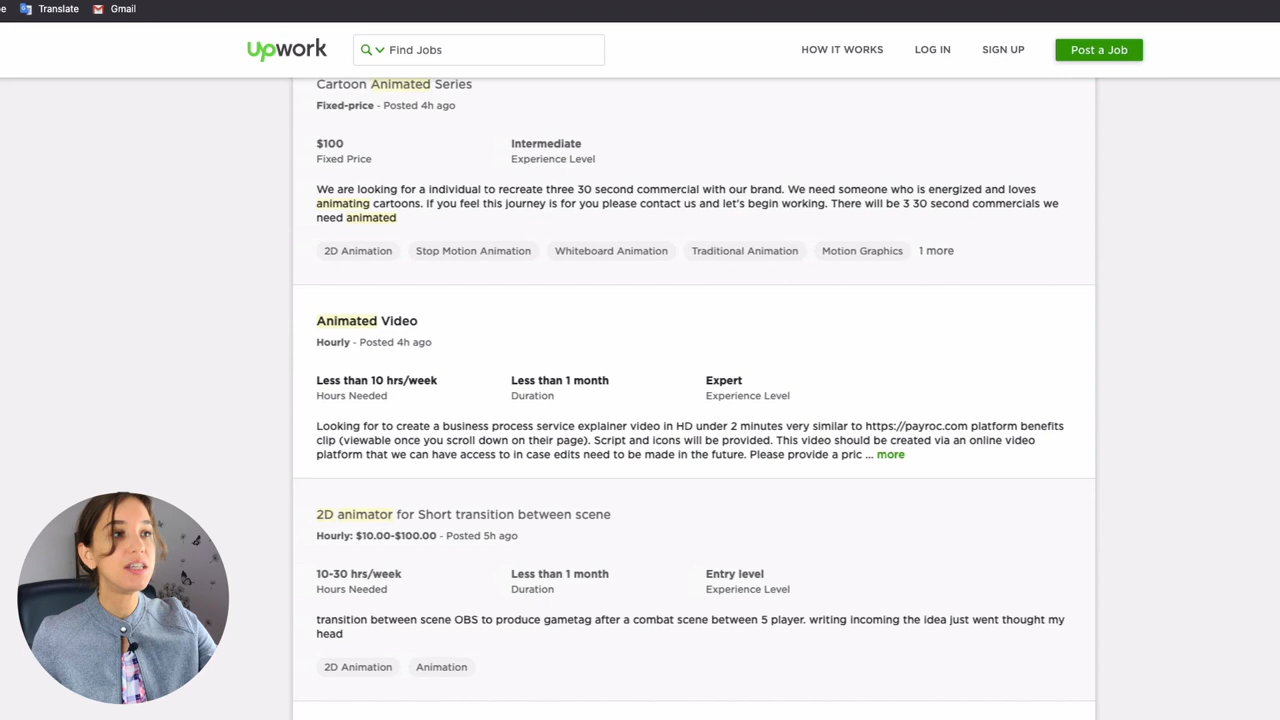 Translate
Gmail
upwork
Find Jobs
HOW IT WORKS
LOG IN
SIGN UP
Post a Job
Cartoon Animated Series
Fixed-price - Posted 4h ago
$100
Intermediate
Fixed Price
Experience Level
We are looking for a individual to recreate three 30 second commercial with our brand. We need someone who is energized and loves
animating cartoons. If you feel this journey is for you please contact us and let's begin working. There will be 3 30 second commercials we
need animated
2D Animation
Stop Motion Animation
Whiteboard Animation
Traditional Animation
Motion Graphics
1 more
Animated Video
Hourly - Posted 4h ago
Less than 10 hrs/week
Less than 1 month
Expert
Hours Needed
Duration
Experience Level
Looking for to create a business process service explainer video in HD under 2 minutes very similar to https://payroc.com platform benefits
clip (viewable once you scroll down on their page). Script and icons will be provided. This video should be created via an online video
platform that we can have access to in case edits need to be made in the future. Please provide a pric ... more
2D animator for Short transition between scene
Hourly: $10.00-$100.00 - Posted 5h ago
10-30 hrs/week
Less than 1 month
Entry level
Hours Needed
Duration
Experience Level
transition between scene OBS to produce gametag after a combat scene between 5 player. writing incoming the idea just went thought my
head
2D Animation
Animation